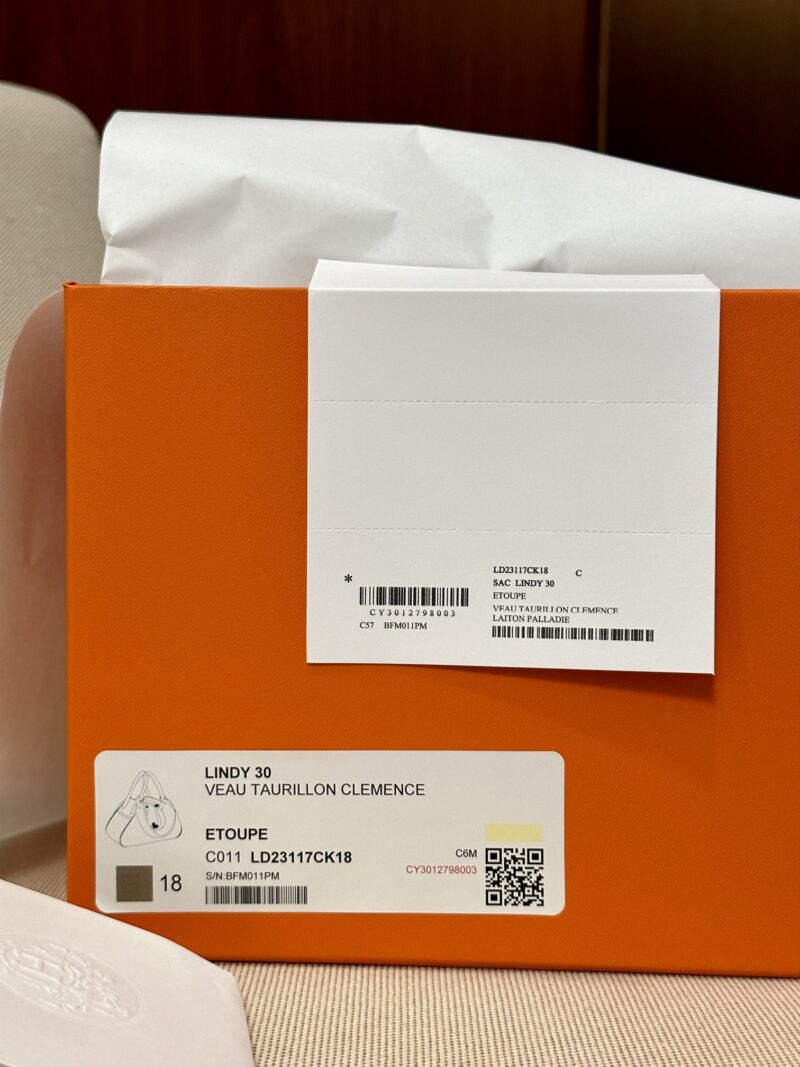 LD23117CK18 C
SAC LINDY 30
ETOUPE
VEAU TAURILLON CLEMENCE
LAITON PALLADIE
*
CY3012798003
C57 BFM011PM
LINDY 30
VEAU TAURILLON CLEMENCE
ETOUPE
C011 LD23117CK18
S/N:BFM011PM
18
C6M
CY3012798003